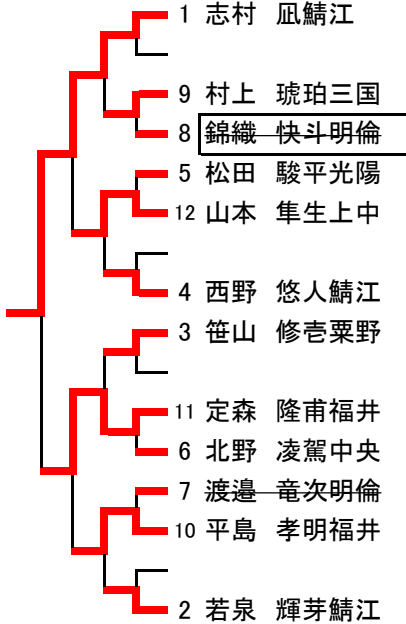 1 志村 凪鯖江
9 村上 琥珀三国
8 錦織 快斗明倫
5 松田 駿平光陽
12 山本 隼生上中
4 西野 悠人鯖江
3 笹山 修壱粟野
11 定森 隆甫福井
6 北野 凌駕中央
7 渡邉 竜次明倫
10 平島 孝明福井
2 若泉 輝芽鯖江